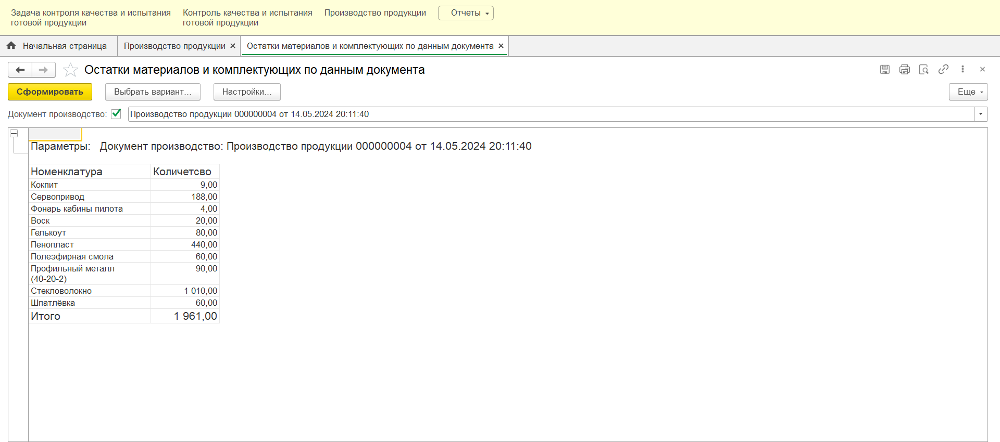 Задача контроля качества и испытания Контроль качества и испытания Производство продукции Отчеты
готовой продукции готовой продукции
Начальная страница Производство продукции Остатки материалов и комплектующих по данным документа
Остатки материалов и комплектующих по данным документа
Сформировать Выбрать вариант... Настройки... Еще
Документ производство: Производство продукции 000000004 от 14.05.2024 20:11:40
Параметры: Документ производство: Производство продукции 000000004 от 14.05.2024 20:11:40
Номенклатура Количетсво
Кокпит 9,00
Сервопривод 188,00
Фонарь кабины пилота 4,00
Воск 20,00
Гелькоут 80,00
Пенопласт 440,00
Полеэфирная смола 60,00
Профильный металл 90,00
(40-20-2)
Стекловолокно 1 010,00
Шпатлёвка 60,00
Итого 1 961,00